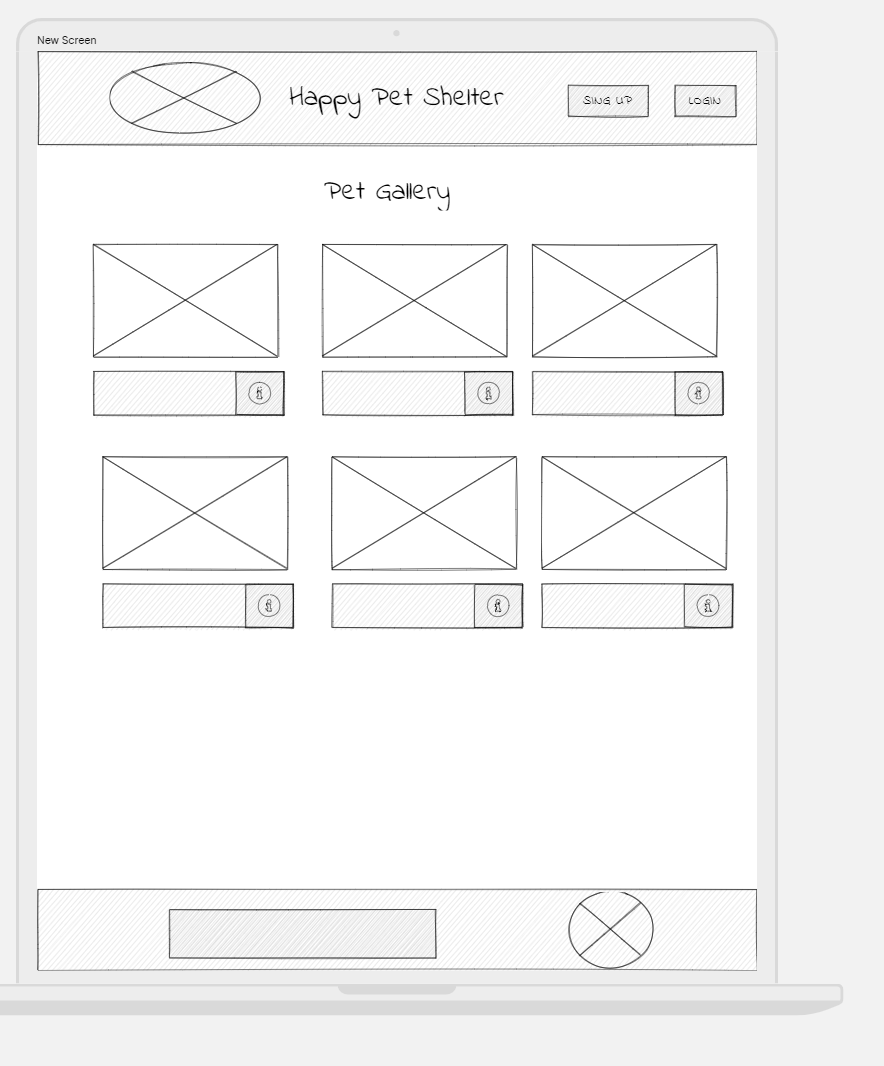 New Screen
Happy Pet Shelter
SING UP
LOGIN
Pet Gallery
i
i
i
i
i
i